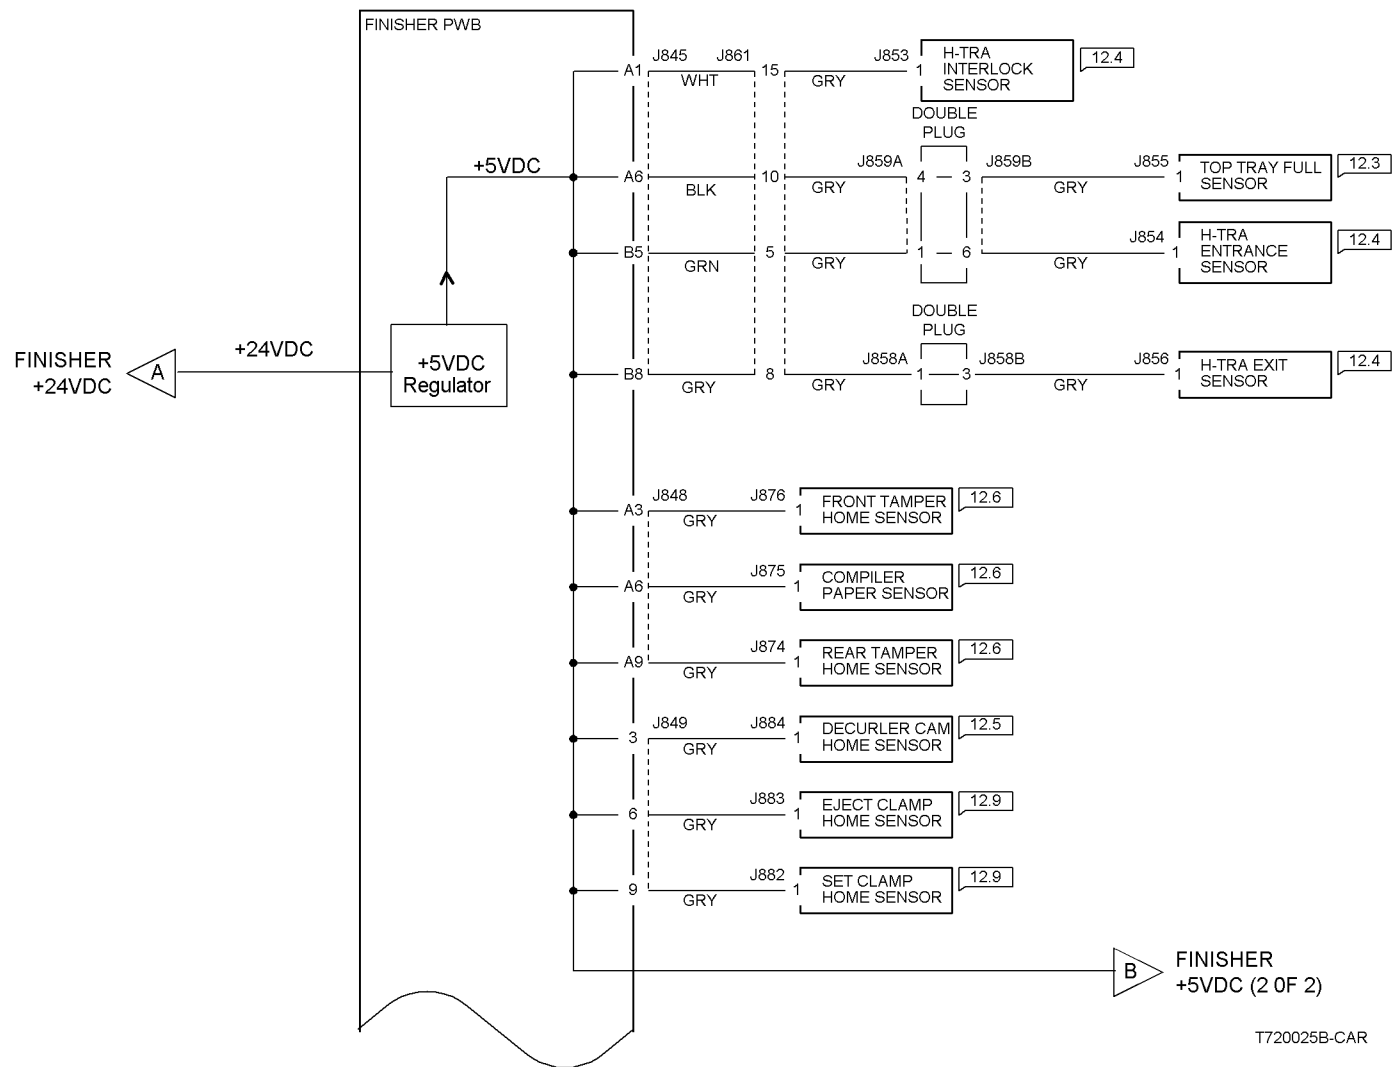 FINISHER PWB
J845 J861 J853 H-TRA 12.4
A1 15 1 INTERLOCK
WHT GRY SENSOR
DOUBLE
PLUG
+5VDC J859A J859B J855 12.3
A6 10 4 3 1 TOP TRAY FULL
BLK GRY GRY SENSOR
J854 H-TRA 12.4
B5 5 1 6 1 ENTRANCE
GRN GRY GRY SENSOR
DOUBLE
PLUG
FINISHER
+24VDC
A
+24VDC
+5VDC
Regulator
J858A J858B J856 12.4
B8 8 1 3 1 H-TRA EXIT
GRY GRY GRY SENSOR
J848 J876 12.6
A3 1 FRONT TAMPER
GRY HOME SENSOR
J875 12.6
A6 1 COMPILER
GRY PAPER SENSOR
J874 12.6
A9 1 REAR TAMPER
GRY HOME SENSOR
J849 J884 12.5
3 1 DECURLER CAM
GRY HOME SENSOR
J883 12.9
6 1 EJECT CLAMP
GRY HOME SENSOR
J882 12.9
9 1 SET CLAMP
GRY HOME SENSOR
B FINISHER
+5VDC (2 0F 2)
T720025B-CAR